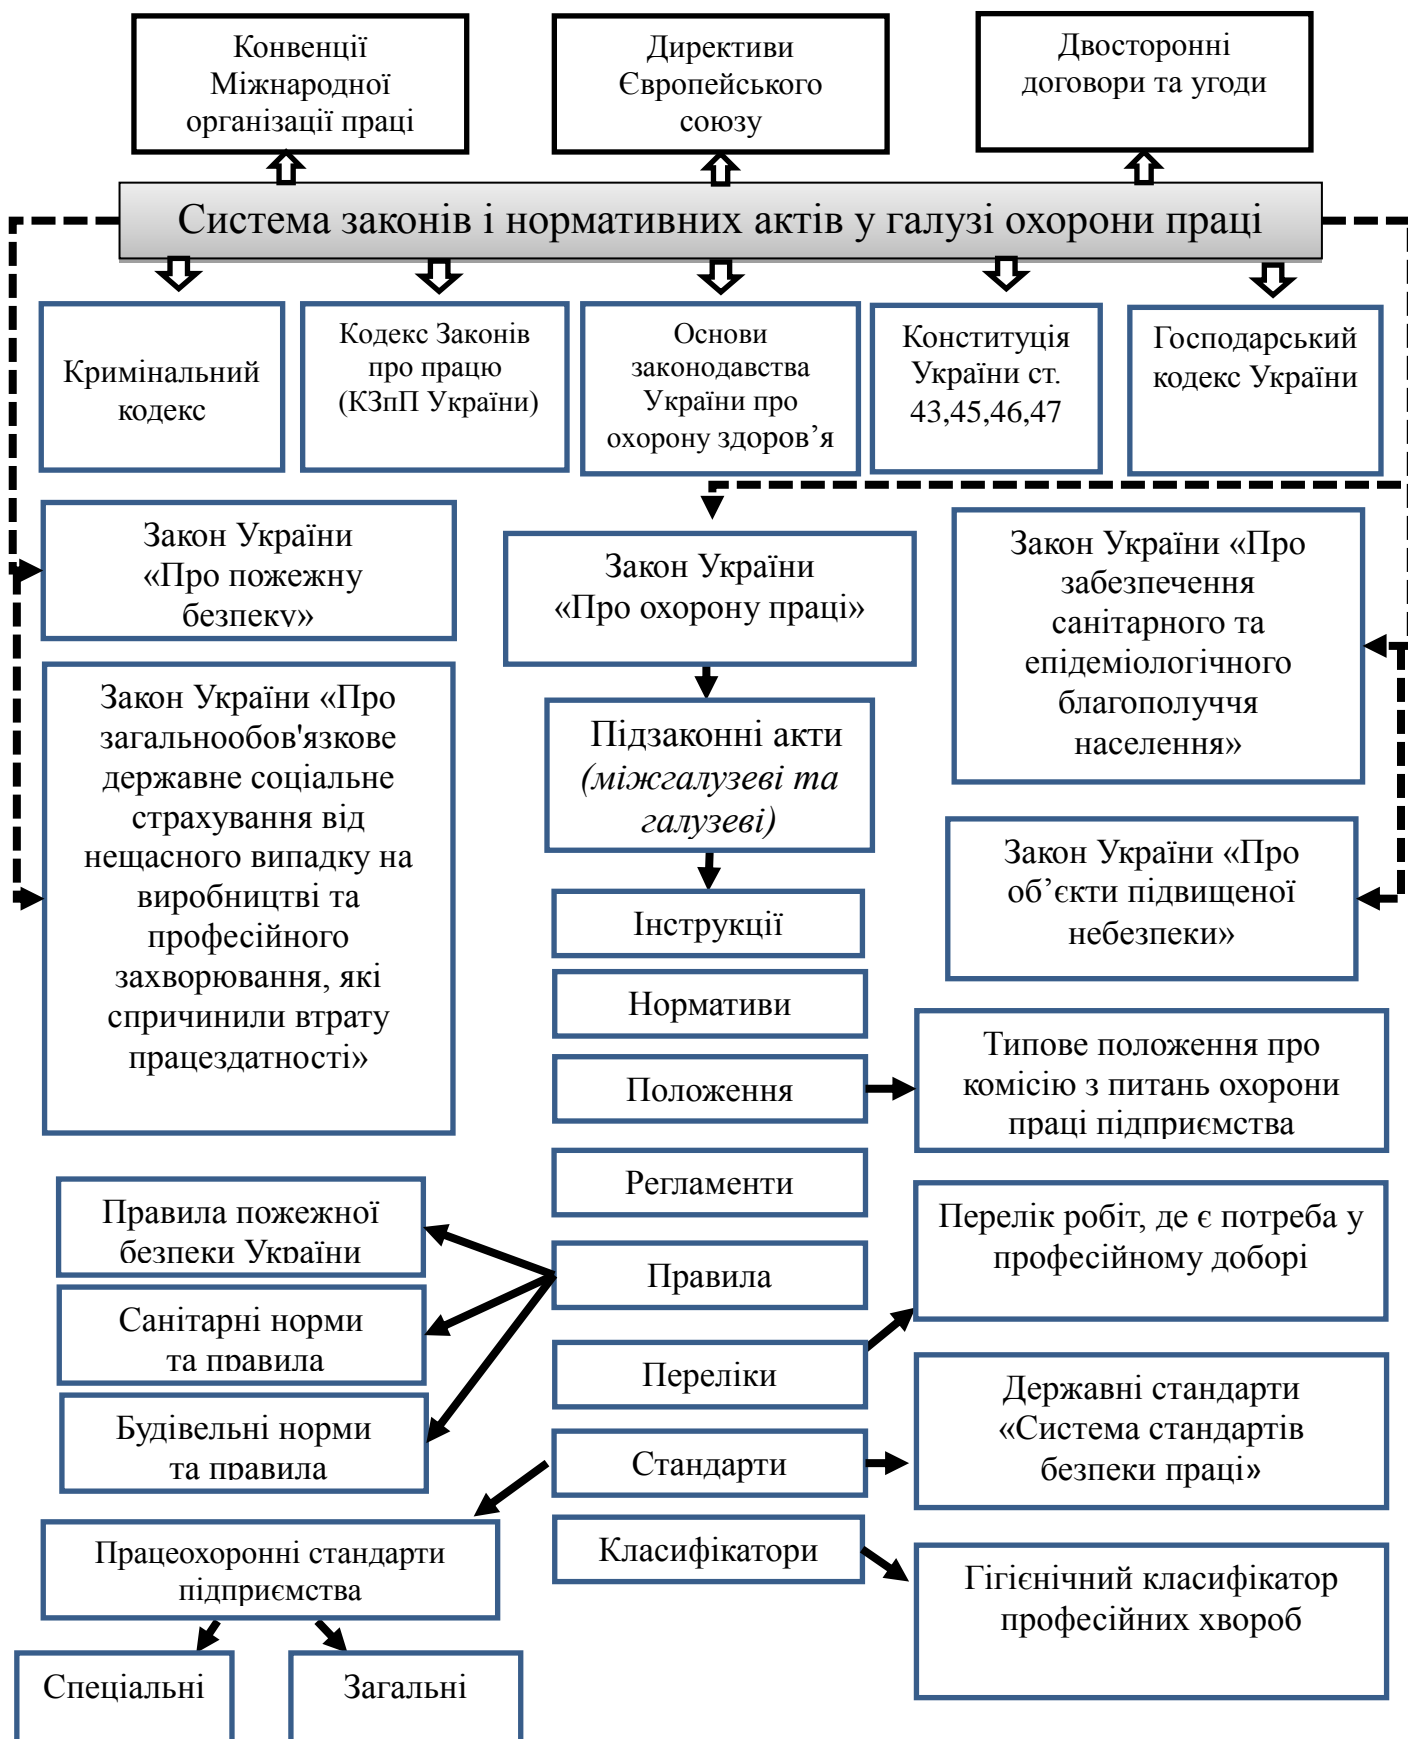 Конвенції
Міжнародної
організації праці
Директиви
Європейського
союзу
Двосторонні
договори та угоди
Система законів і нормативних актів у галузі охорони праці
Кримінальний
кодекс
Кодекс Законів
про працю
(КЗпП України)
Основи
законодавства
України про
охорону здоров’я
Конституція
України ст.
43,45,46,47
Господарський
кодекс України
Закон України
«Про пожежну
безпеку»
Закон України
«Про охорону праці»
Закон України «Про
забезпечення
санітарного та
епідеміологічного
благополуччя
населення»
Закон України «Про
загальнообов'язкове
державне соціальне
страхування від
нещасного випадку на
виробництві та
професійного
захворювання, які
спричинили втрату
працездатності»
Підзаконні акти
(міжгалузеві та
галузеві)
Закон України «Про
об’єкти підвищеної
небезпеки»
Інструкції
Нормативи
Положення
Типове положення про
комісію з питань охорони
праці підприємства
Регламенти
Правила пожежної
безпеки України
Перелік робіт, де є потреба у
професійному доборі
Правила
Санітарні норми
та правила
Переліки
Державні стандарти
«Система стандартів
безпеки праці»
Будівельні норми
та правила
Стандарти
Працеохоронні стандарти
підприємства
Класифікатори
Гігієнічний класифікатор
професійних хвороб
Спеціальні
Загальні